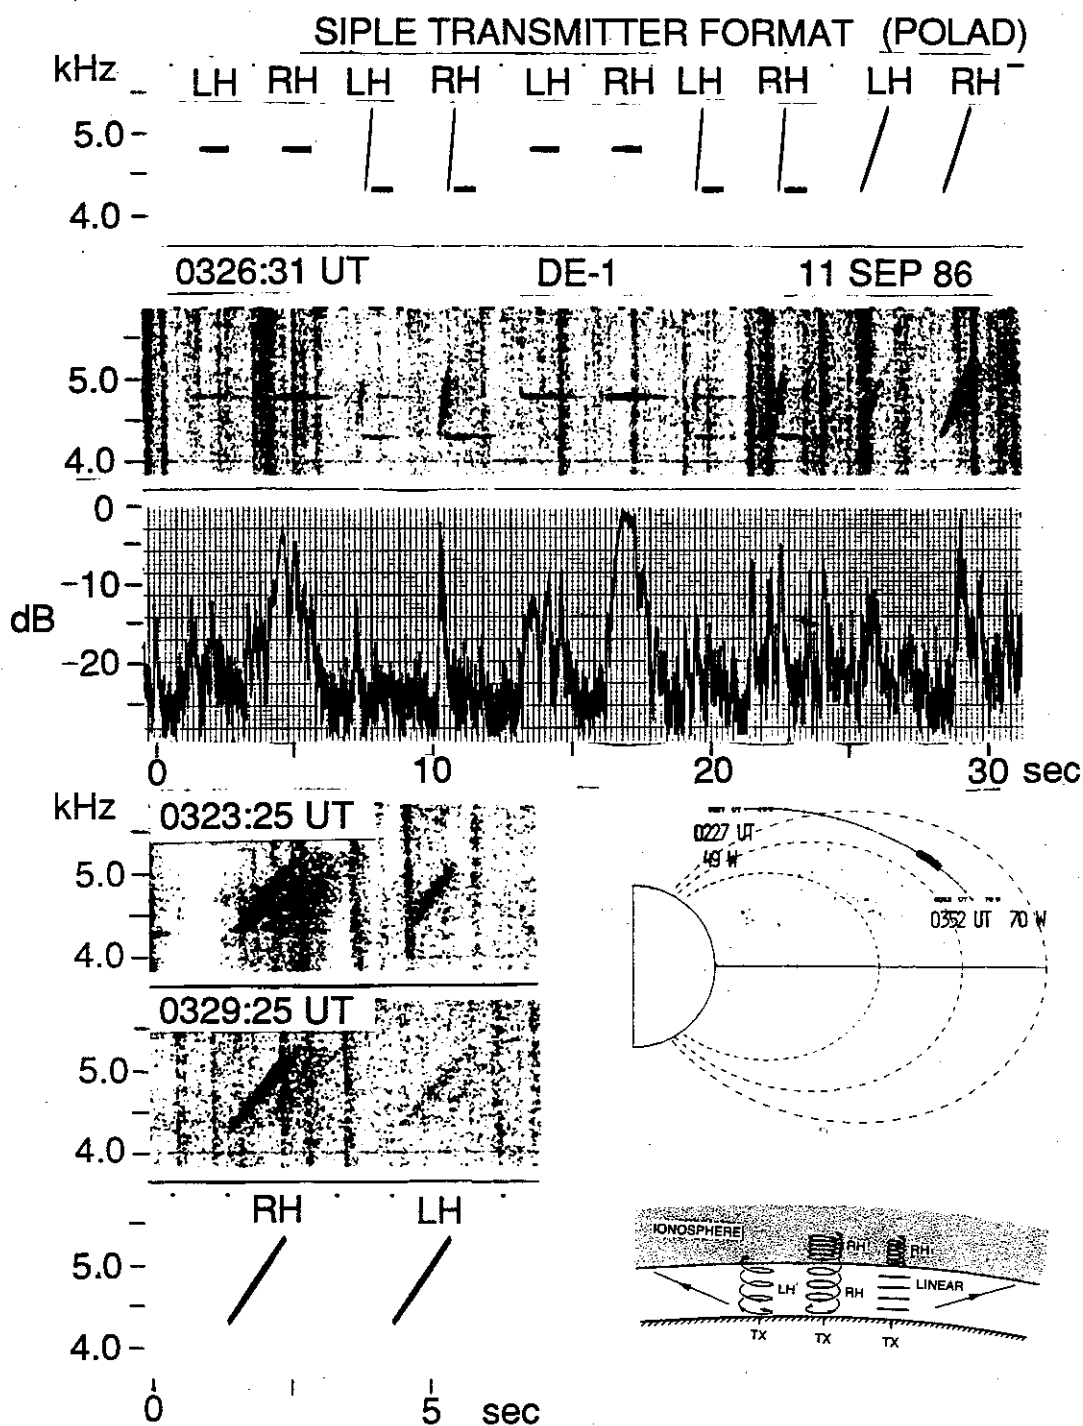 SIPLE TRANSMITTER FORMAT (POLAD)
kHz
LH RH LH RH LH RH LH RH LH RH
5.0
4.0
0326:31 UT DE-1 11 SEP 86
5.0
4.0
0
-10
dB
-20
0 10 20 30 sec
kHz
0323:25 UT
5.0
4.0
0227 UT
49 W
0352 UT 70 W
0329:25 UT
5.0
4.0
RH LH
5.0
4.0
0 5 sec
IONOSPHERE
RH RH
LH RH LINEAR
TX TX TX